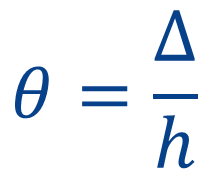 θ = Δ/h